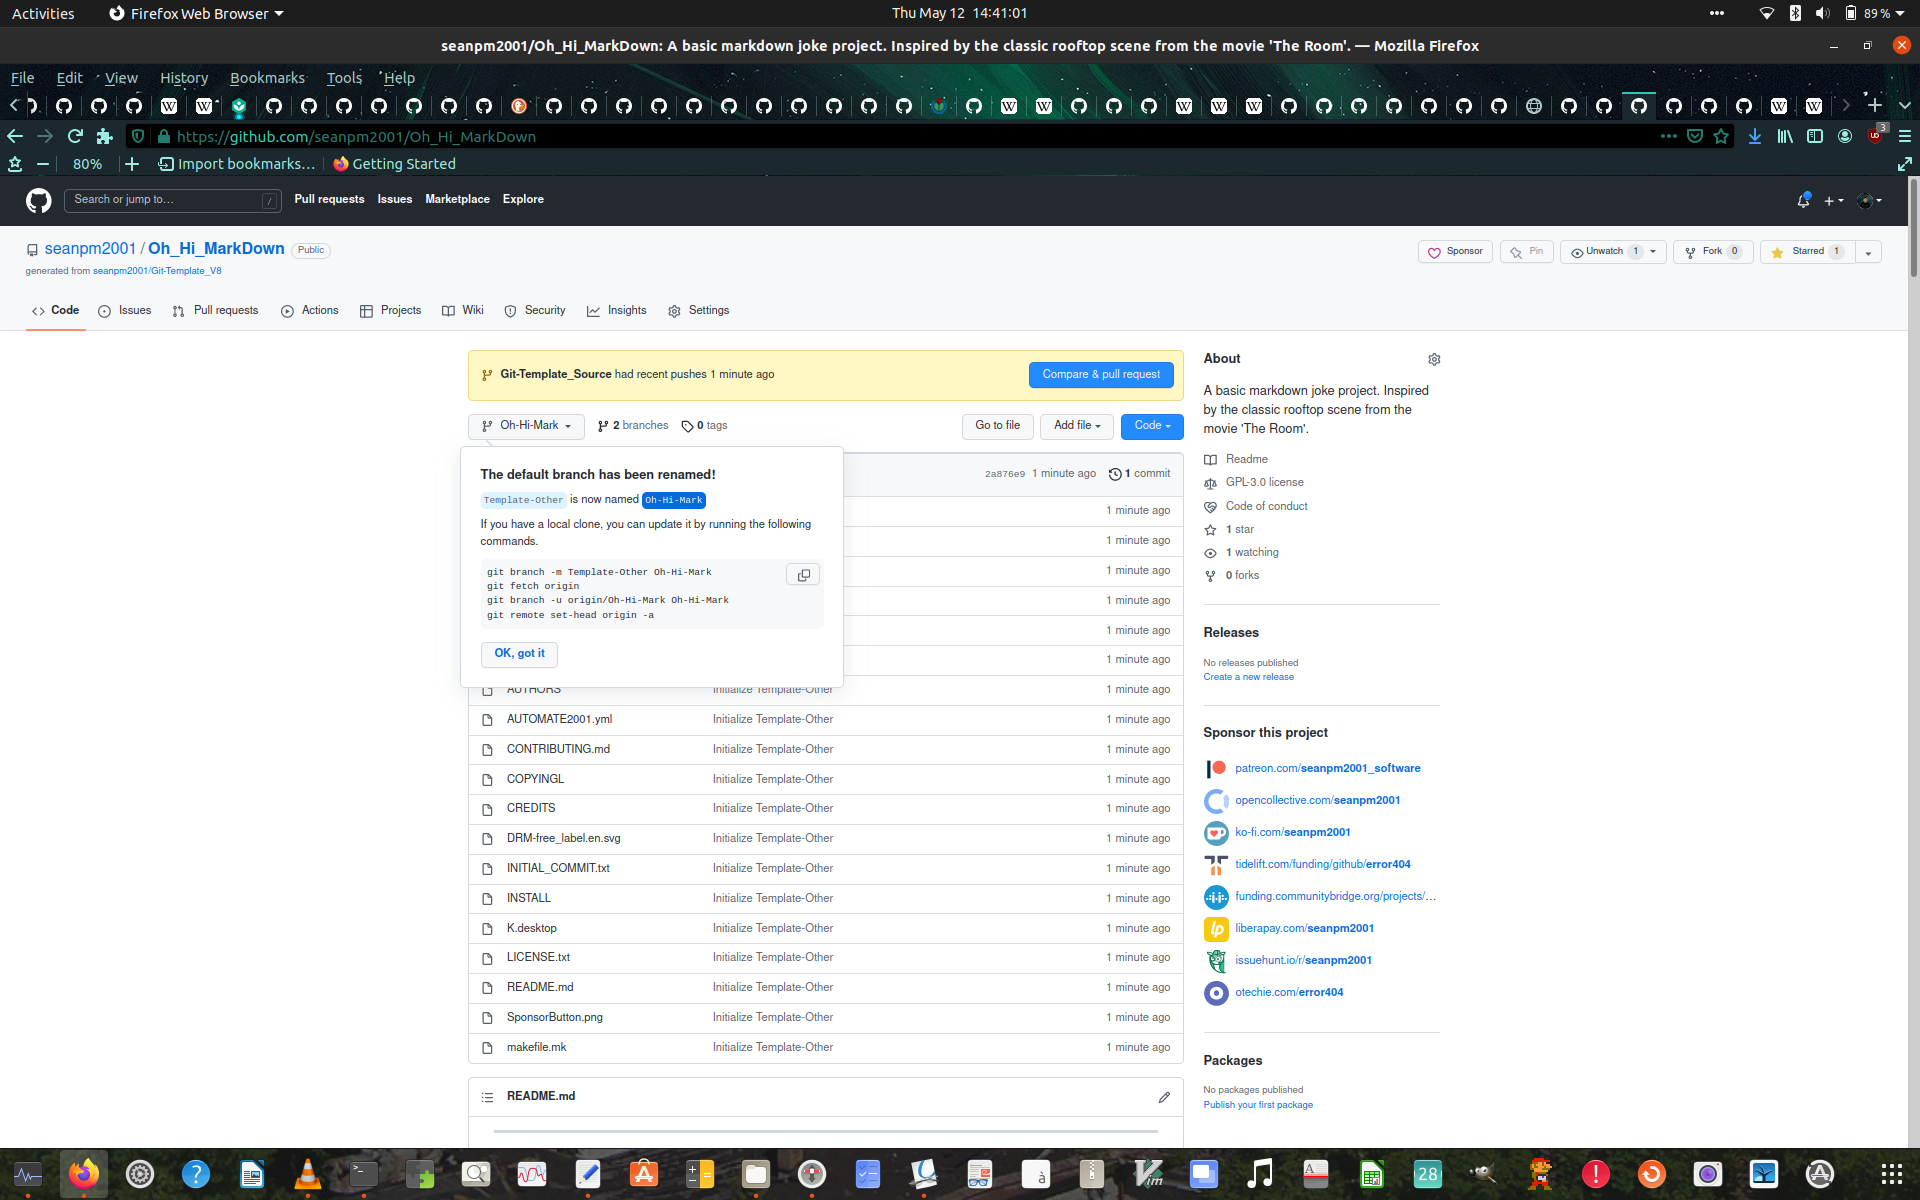 Activities
Firefox Web Browser
Thu May 12  14:41:01
89 %
seanpm2001/Oh_Hi_MarkDown: A basic markdown joke project. Inspired by the classic rooftop scene from the movie 'The Room'. — Mozilla Firefox
File Edit View History Bookmarks Tools Help
https://github.com/seanpm2001/Oh_Hi_MarkDown
3
80%
Import bookmarks...
Getting Started
Search or jump to...
/
Pull requests Issues Marketplace Explore
seanpm2001 / Oh_Hi_MarkDown Public
generated from seanpm2001/Git-Template_V8
Sponsor
Pin
Unwatch 1
Fork 0
Starred 1
Code Issues Pull requests Actions Projects Wiki Security Insights Settings
Git-Template_Source had recent pushes 1 minute ago
Compare & pull request
Oh-Hi-Mark
2 branches 0 tags
Go to file
Add file
Code
The default branch has been renamed!
Template-Other is now named Oh-Hi-Mark
If you have a local clone, you can update it by running the following
commands.
git branch -m Template-Other Oh-Hi-Mark
git fetch origin
git branch -u origin/Oh-Hi-Mark Oh-Hi-Mark
git remote set-head origin -a
OK, got it
2a876e9 1 minute ago 1 commit
1 minute ago
1 minute ago
1 minute ago
1 minute ago
1 minute ago
1 minute ago
AUTHORS Initialize Template-Other 1 minute ago
AUTOMATE2001.yml Initialize Template-Other 1 minute ago
CONTRIBUTING.md Initialize Template-Other 1 minute ago
COPYINGL Initialize Template-Other 1 minute ago
CREDITS Initialize Template-Other 1 minute ago
DRM-free_label.en.svg Initialize Template-Other 1 minute ago
INITIAL_COMMIT.txt Initialize Template-Other 1 minute ago
INSTALL Initialize Template-Other 1 minute ago
K.desktop Initialize Template-Other 1 minute ago
LICENSE.txt Initialize Template-Other 1 minute ago
README.md Initialize Template-Other 1 minute ago
SponsorButton.png Initialize Template-Other 1 minute ago
makefile.mk Initialize Template-Other 1 minute ago
README.md
About
A basic markdown joke project. Inspired
by the classic rooftop scene from the
movie 'The Room'.
Readme
GPL-3.0 license
Code of conduct
1 star
1 watching
0 forks
Releases
No releases published
Create a new release
Sponsor this project
patreon.com/seanpm2001_software
opencollective.com/seanpm2001
ko-fi.com/seanpm2001
tidelift.com/funding/github/error404
funding.communitybridge.org/projects/...
liberapay.com/seanpm2001
issuehunt.io/r/seanpm2001
otechie.com/error404
Packages
No packages published
Publish your first package
28